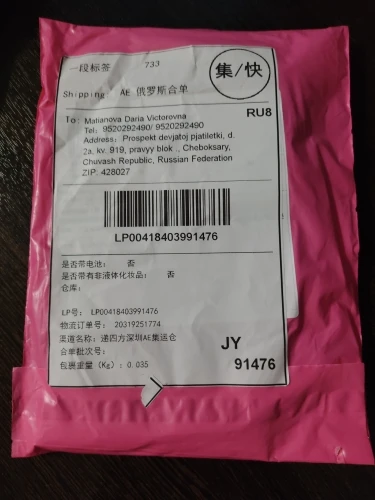 一段标签 733
集/快
Shipping: AE 俄罗斯合单
RU8
To: Matianova Daria Victorevna
Tel: 9520292490/ 9520292490
Address: Prospekt devjatoj pjatiletki, d.
2a, kv. 919, pravyy blok ., Cheboksary,
Chuvash Republic, Russian Federation
ZIP: 428027
LP00418403991476
是否带电池: 否
是否带有非液体化妆品: 否
仓库:
LP号: LP00418403991476
物流订单号: 20319251774
渠道名称: 递四方深圳AE集运仓
合单批次号:
包裹重量(Kg): 0.035
JY
91476